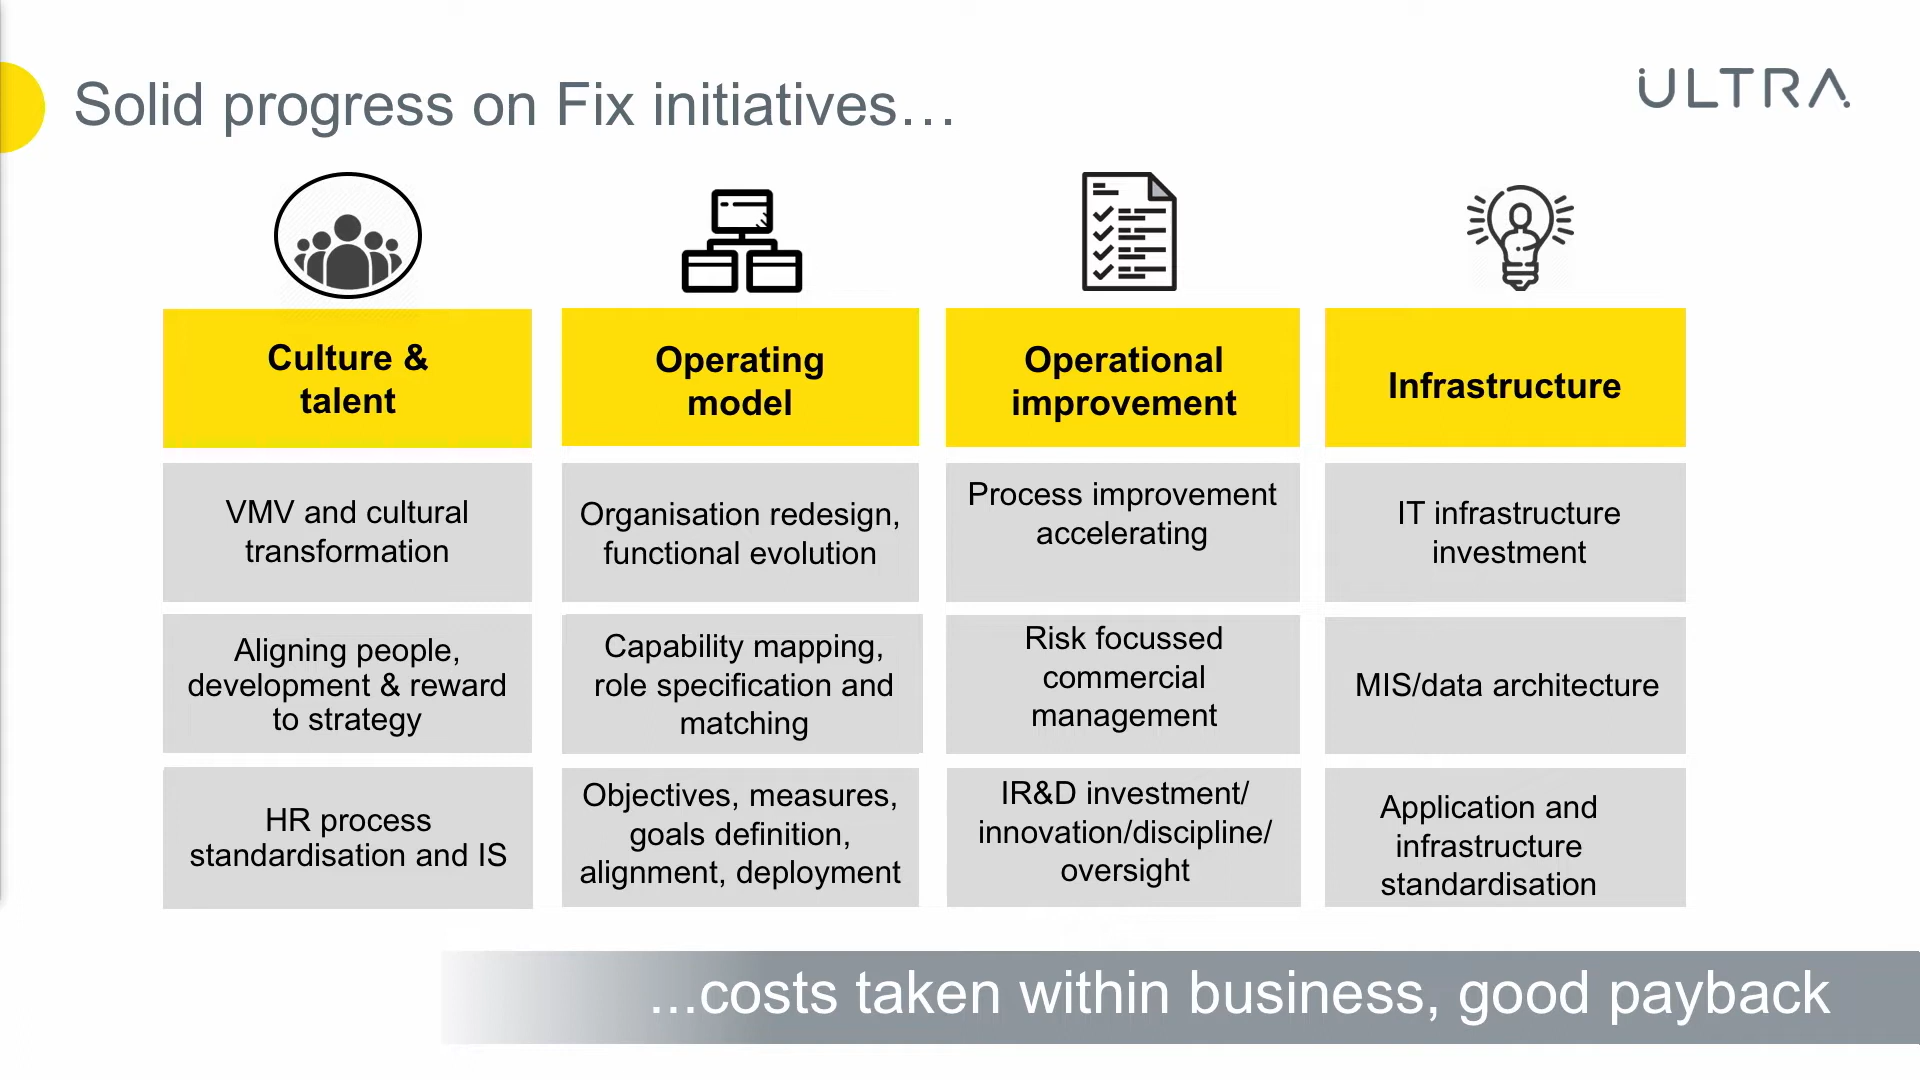 Solid progress on Fix initiatives…
ULTRA
Culture &
talent
Operating
model
Operational
improvement
Infrastructure
VMV and cultural
transformation
Organisation redesign,
functional evolution
Process improvement
accelerating
IT infrastructure
investment
Aligning people,
development & reward
to strategy
Capability mapping,
role specification and
matching
Risk focussed
commercial
management
MIS/data architecture
HR process
standardisation and IS
Objectives, measures,
goals definition,
alignment, deployment
IR&D investment/
innovation/discipline/
oversight
Application and
infrastructure
standardisation
...costs taken within business, good payback